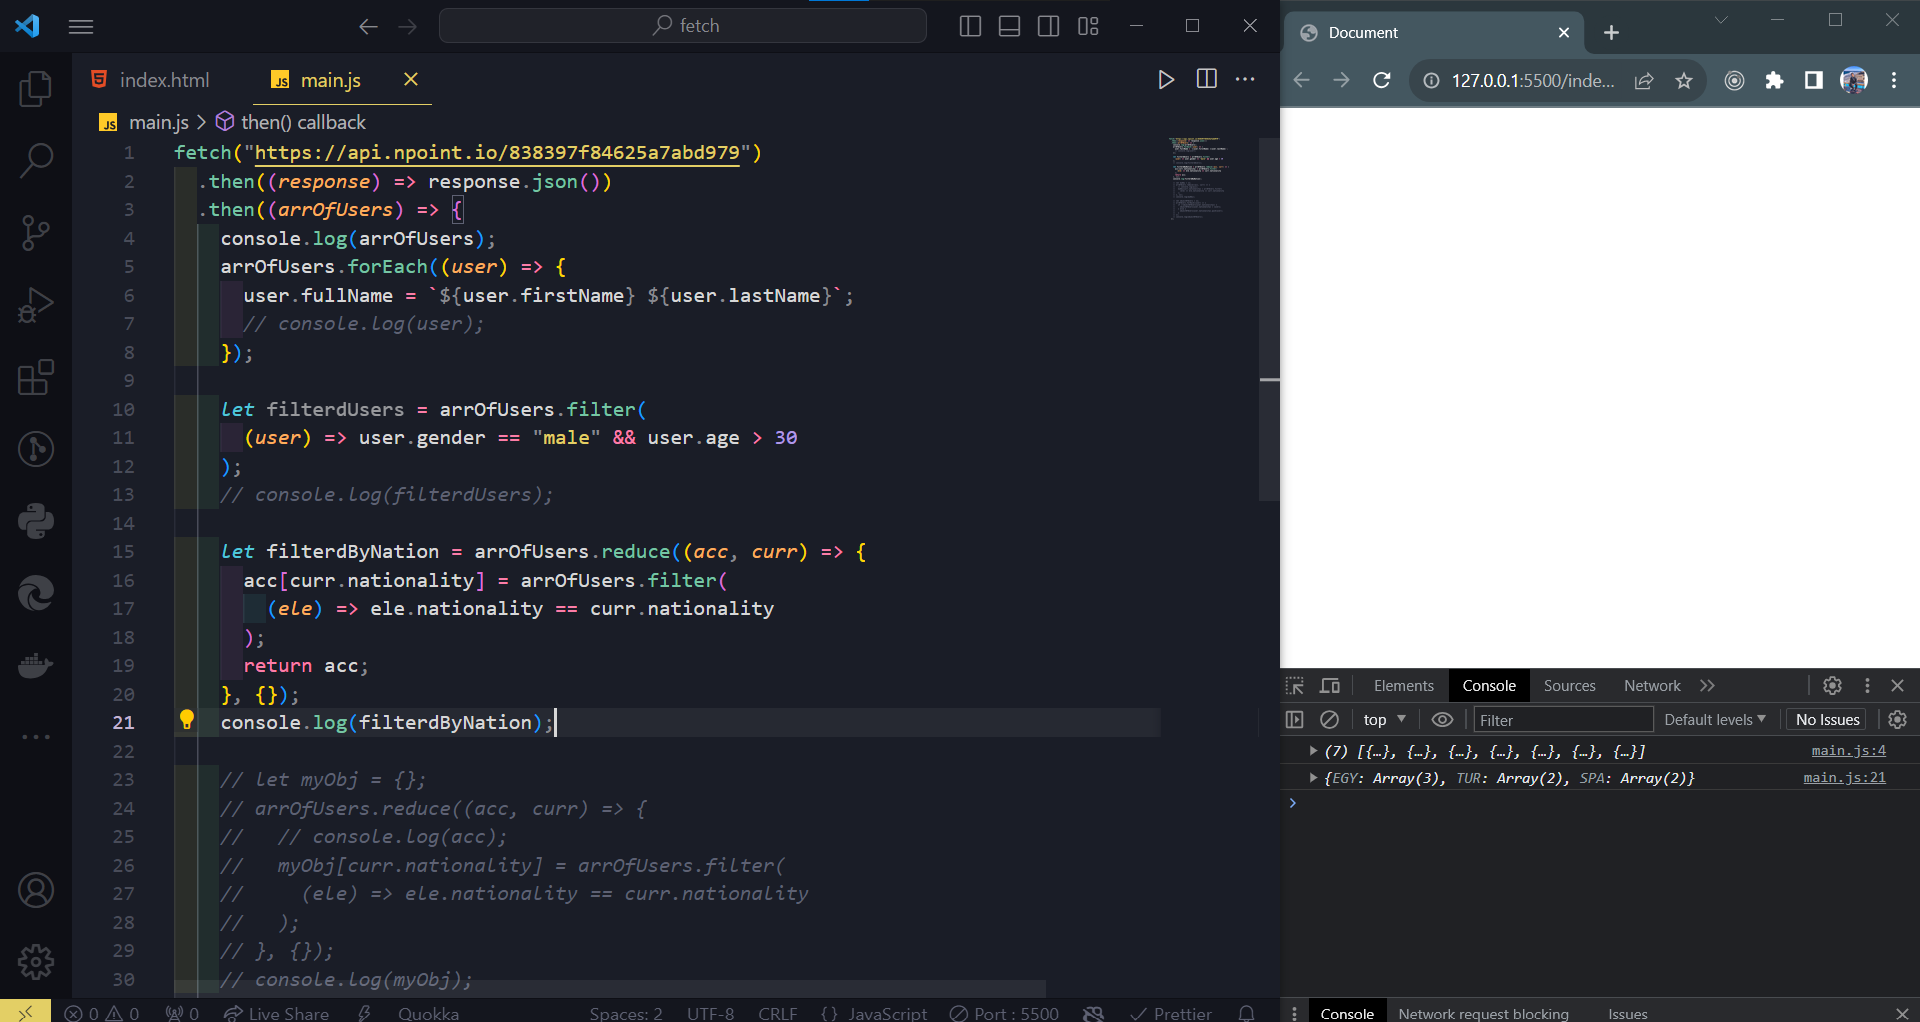 fetch
index.html
JS main.js
JS main.js > then() callback
1 fetch("https://api.npoint.io/838397f84625a7abd979")
2 .then((response) => response.json())
3 .then((arrOfUsers) => {
4 console.log(arrOfUsers);
5 arrOfUsers.forEach((user) => {
6 user.fullName = `${user.firstName} ${user.lastName}`;
7 // console.log(user);
8 });
9
10 let filterdUsers = arrOfUsers.filter(
11 (user) => user.gender == "male" && user.age > 30
12 );
13 // console.log(filterdUsers);
14
15 let filterdByNation = arrOfUsers.reduce((acc, curr) => {
16 acc[curr.nationality] = arrOfUsers.filter(
17 (ele) => ele.nationality == curr.nationality
18 );
19 return acc;
20 }, {});
21 console.log(filterdByNation);
22
23 // let myObj = {};
24 // arrOfUsers.reduce((acc, curr) => {
25 //   // console.log(acc);
26 //   myObj[curr.nationality] = arrOfUsers.filter(
27 //     (ele) => ele.nationality == curr.nationality
28 //   );
29 // }, {});
30 // console.log(myObj);
0 0 0 Live Share Quokka Spaces: 2 UTF-8 CRLF {} JavaScript Port : 5500 Prettier
Document
127.0.0.1:5500/inde...
Elements Console Sources Network
top Filter Default levels No Issues
(7) [{…}, {…}, {…}, {…}, {…}, {…}, {…}] main.js:4
{EGY: Array(3), TUR: Array(2), SPA: Array(2)} main.js:21
Console Network request blocking Issues